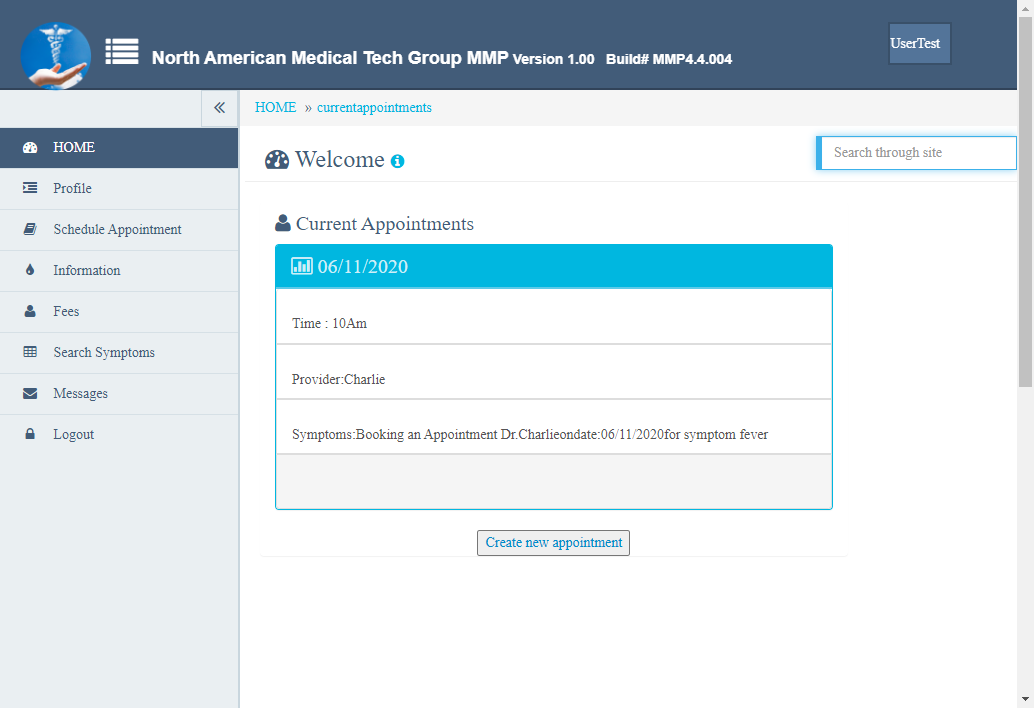 North American Medical Tech Group MMP Version 1.00 Build# MMP4.4.004
UserTest
«
HOME » currentappointments
HOME
Profile
Schedule Appointment
Information
Fees
Search Symptoms
Messages
Logout
Welcome
Search through site
Current Appointments
06/11/2020
Time : 10Am
Provider:Charlie
Symptoms:Booking an Appointment Dr.Charlieondate:06/11/2020for symptom fever
Create new appointment